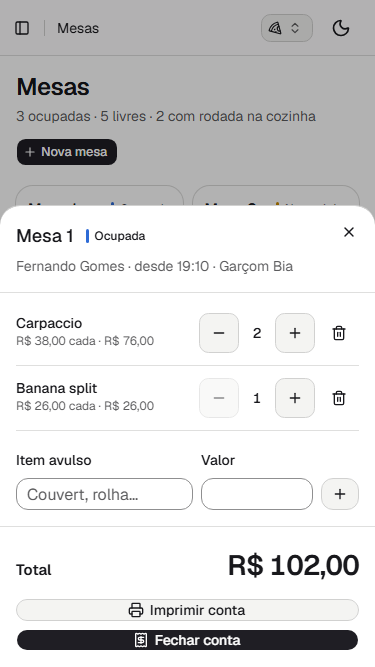 Mesas
Mesas
3 ocupadas · 5 livres · 2 com rodada na cozinha
+ Nova mesa
Mesa 1 Ocupada
Fernando Gomes · desde 19:10 · Garçom Bia
Carpaccio
R$ 38,00 cada · R$ 76,00
− 2 +
Banana split
R$ 26,00 cada · R$ 26,00
− 1 +
Item avulso Valor
Couvert, rolha...
+
Total R$ 102,00
Imprimir conta
Fechar conta